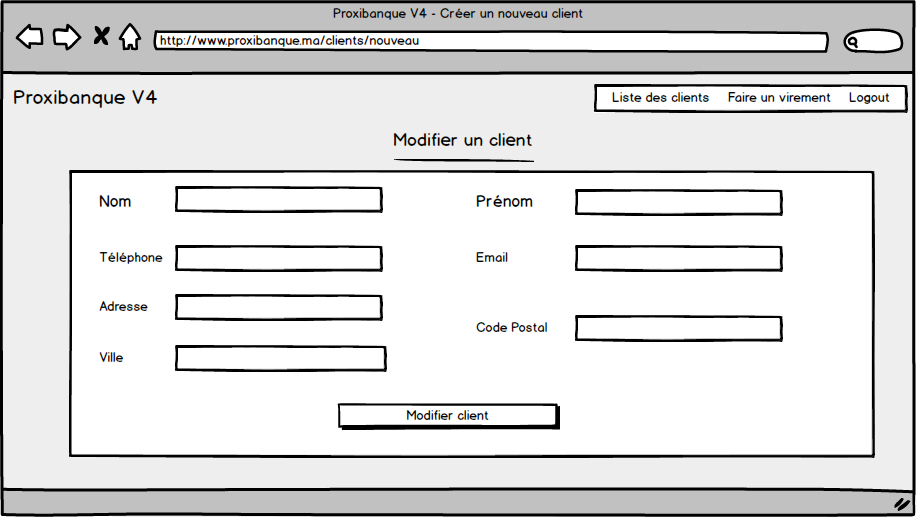 Proxibanque V4 - Créer un nouveau client
http://www.proxibanque.ma/clients/nouveau
Proxibanque V4
Liste des clients Faire un virement Logout
Modifier un client
Nom Prénom
Téléphone Email
Adresse
Code Postal
Ville
Modifier client